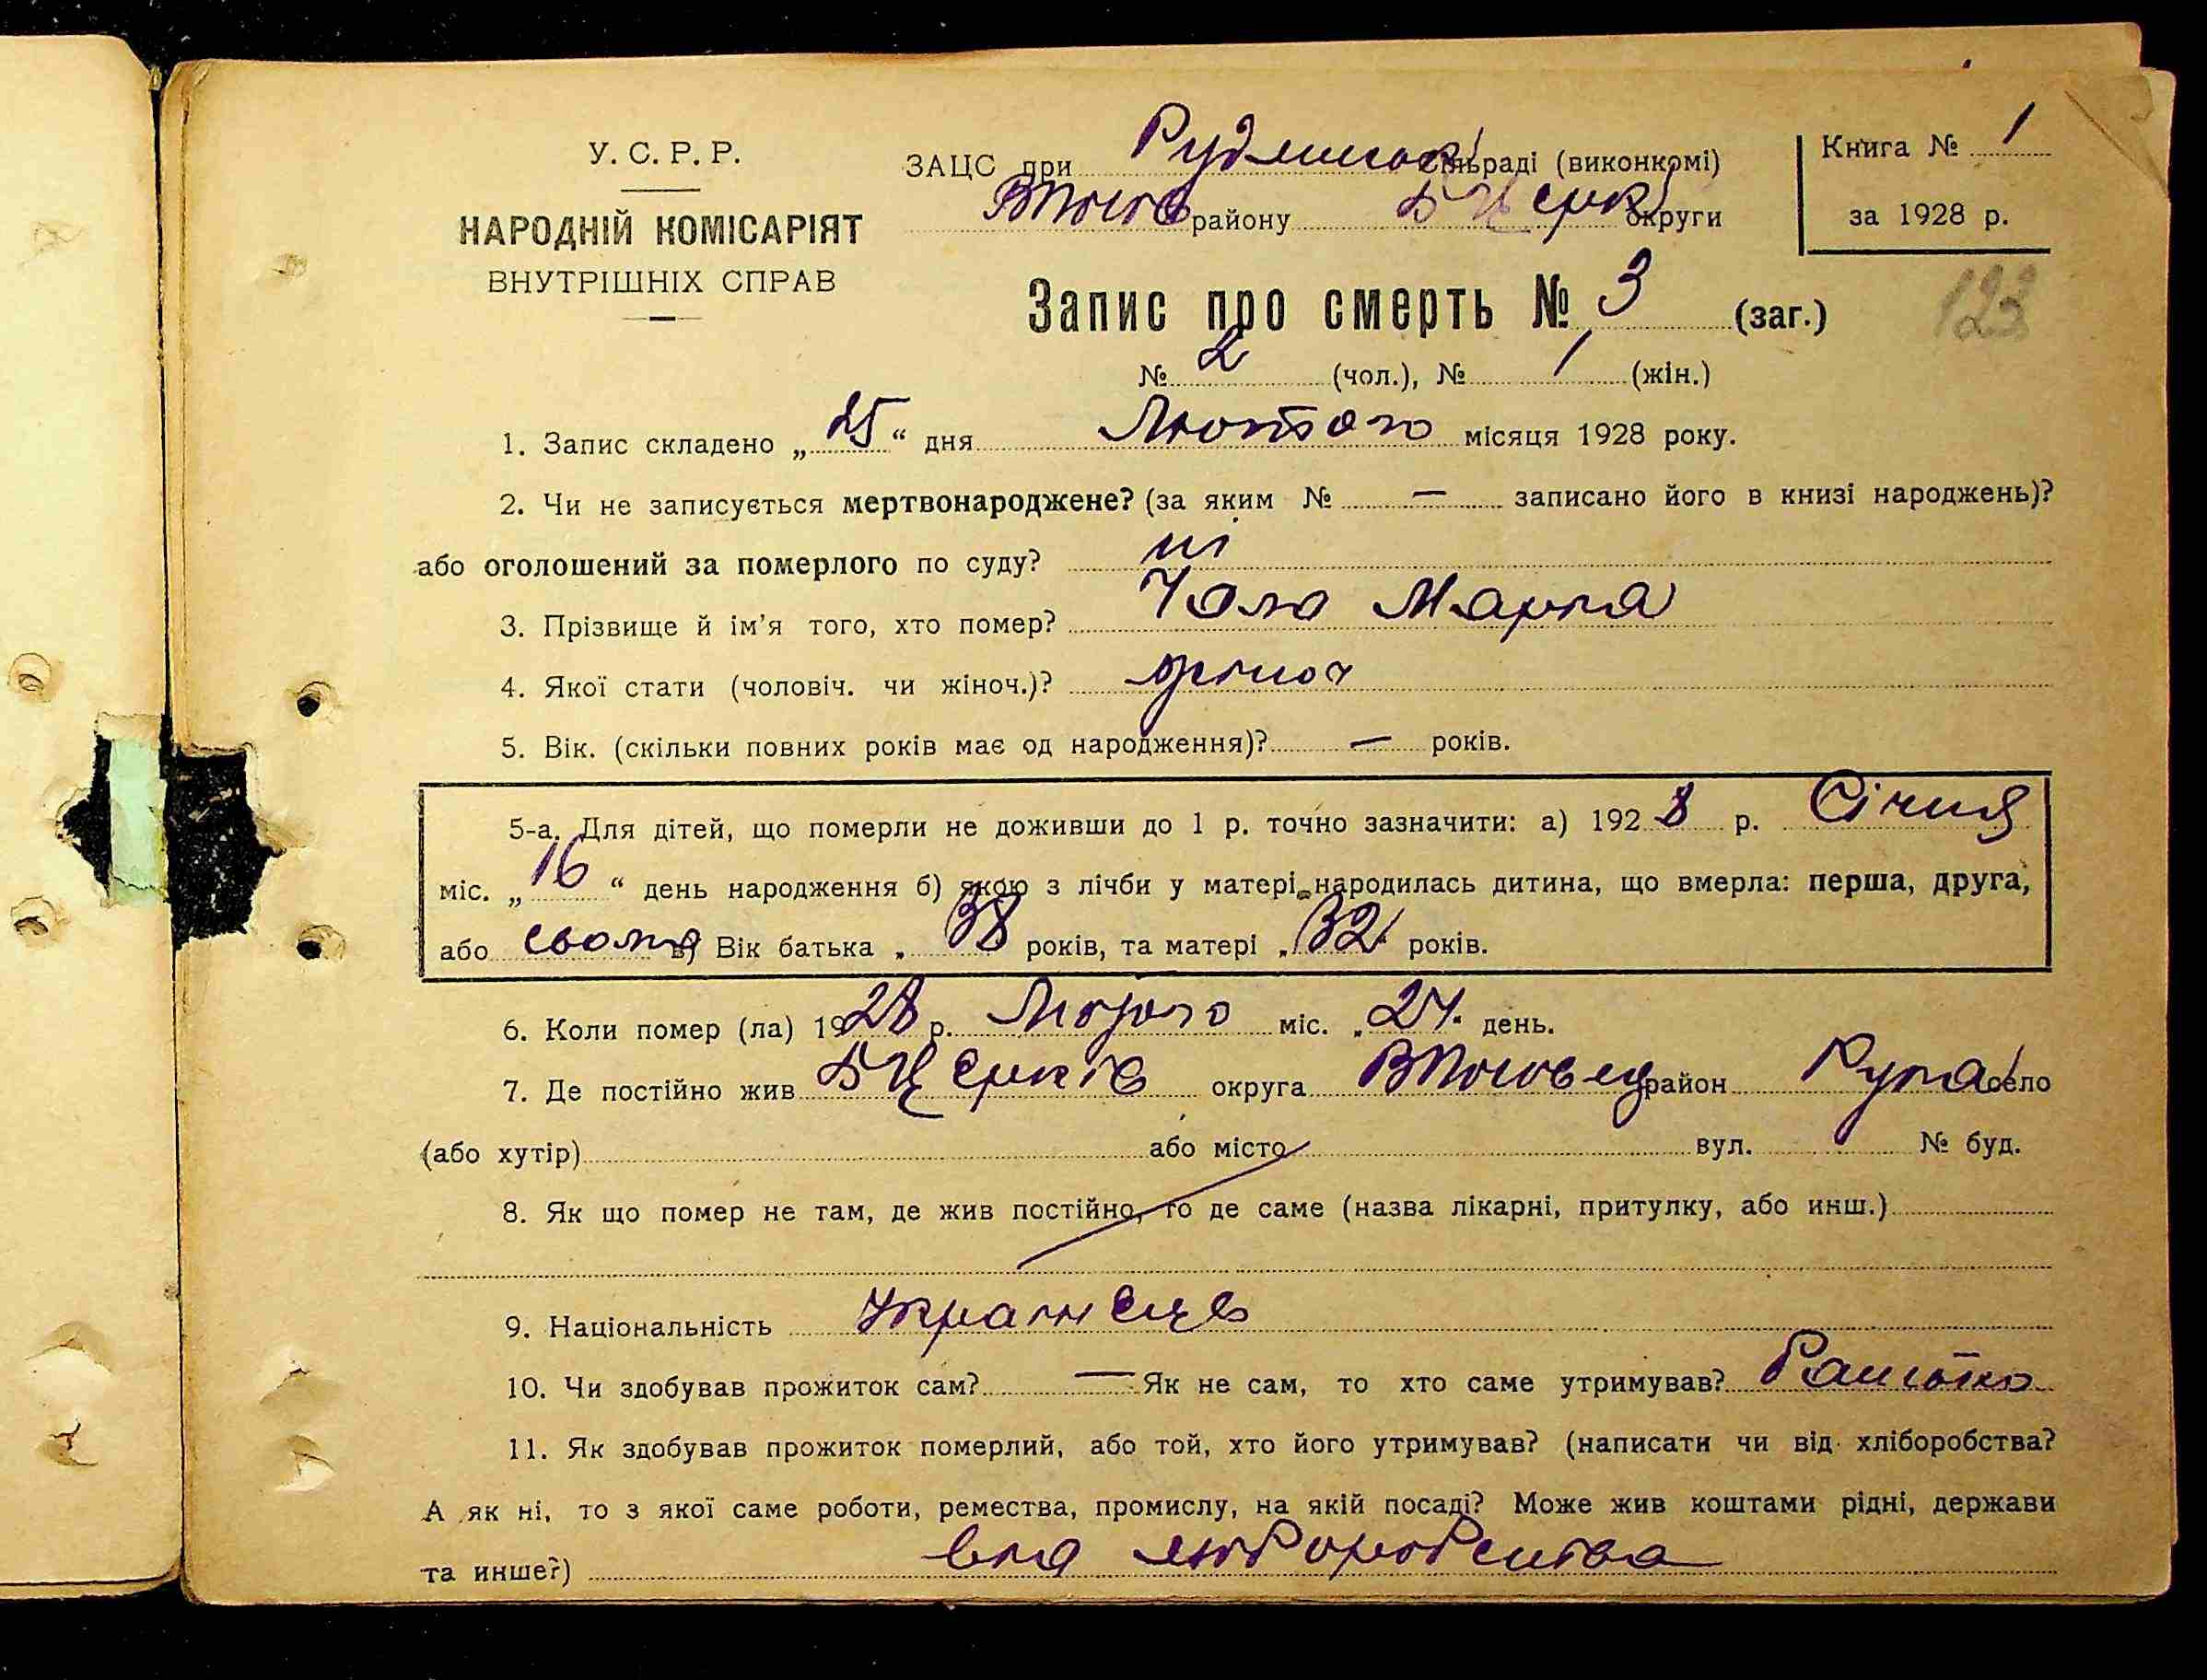 У. С. Р. Р.
НАРОДНІЙ КОМІСАРІЯТ
ВНУТРІШНІХ СПРАВ
ЗАЦС при сільраді (виконкомі)
району Б Церк округи
Книга № 1
за 1928 р.
123
Запис про смерть № 3 (заг.)
№ 2 (чол.), № 1 (жін.)
1. Запис складено „ 25 “ дня Лютого місяця 1928 року.
2. Чи не записується мертвонароджене? (за яким № — записано його в книзі народжень)?
або оголошений за померлого по суду? ні
3. Прізвище й ім'я того, хто помер?
4. Якої статі (чоловіч. чи жіноч.)? жіноч
5. Вік. (скільки повних років має од народження)? — років.
5-а. Для дітей, що померли не доживши до 1 р. точно зазначити: а) 1928 р. Січня
міс. „ 16 “ день народження б) якою з лічби у матері народилась дитина, що вмерла: перша, друга,
або сьома в) Вік батька „ 38 років, та матері „ 32 “ років.
6. Коли помер (ла) 1928 р. Лютого міс. „ 24 “ день.
7. Де постійно жив Б Церків округа район село
(або хутір) або місто вул. № буд.
8. Як що помер не там, де жив постійно, то де саме (назва лікарні, притулку, або инш.)
9. Національність Українець
10. Чи здобував прожиток сам? — Як не сам, то хто саме утримував? Батько
11. Як здобував прожиток померлий, або той, хто його утримував? (написати чи від хліборобства?
А як ні, то з якої саме роботи, ремества, промислу, на якій посаді? Може жив коштами рідні, держави
та инше?) від хліборобства